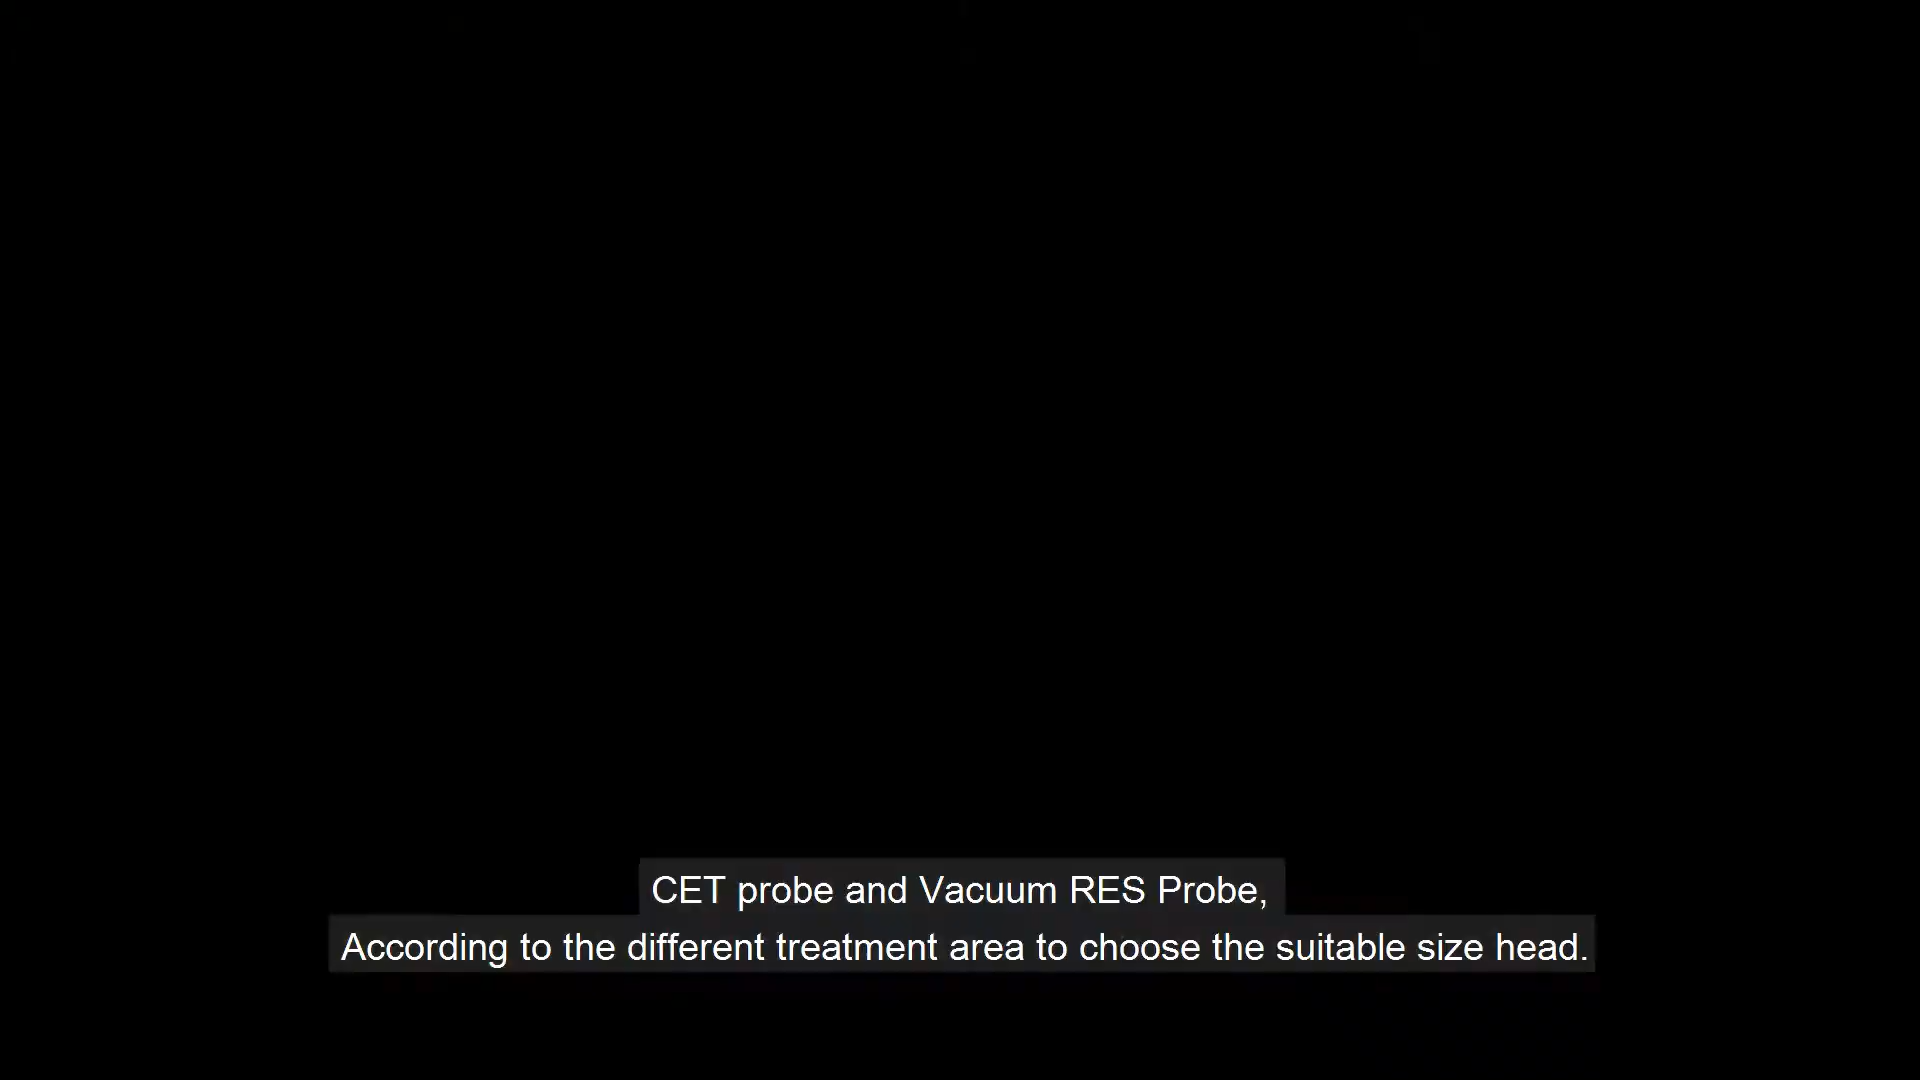 CET probe and Vacuum RES Probe,
According to the different treatment area to choose the suitable size head.